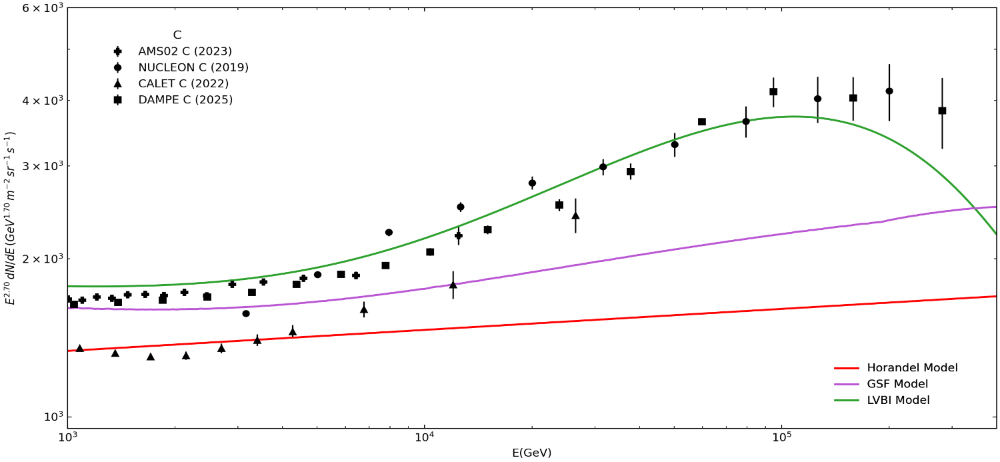 6 × 10³
4 × 10³
3 × 10³
2 × 10³
10³
E^{2.70} dN/dE (GeV^{1.70} m^{−2} sr^{−1} s^{−1})
C
AMS02 C (2023)
NUCLEON C (2019)
CALET C (2022)
DAMPE C (2025)
Horandel Model
GSF Model
LVBI Model
10³ 10⁴ 10⁵
E(GeV)